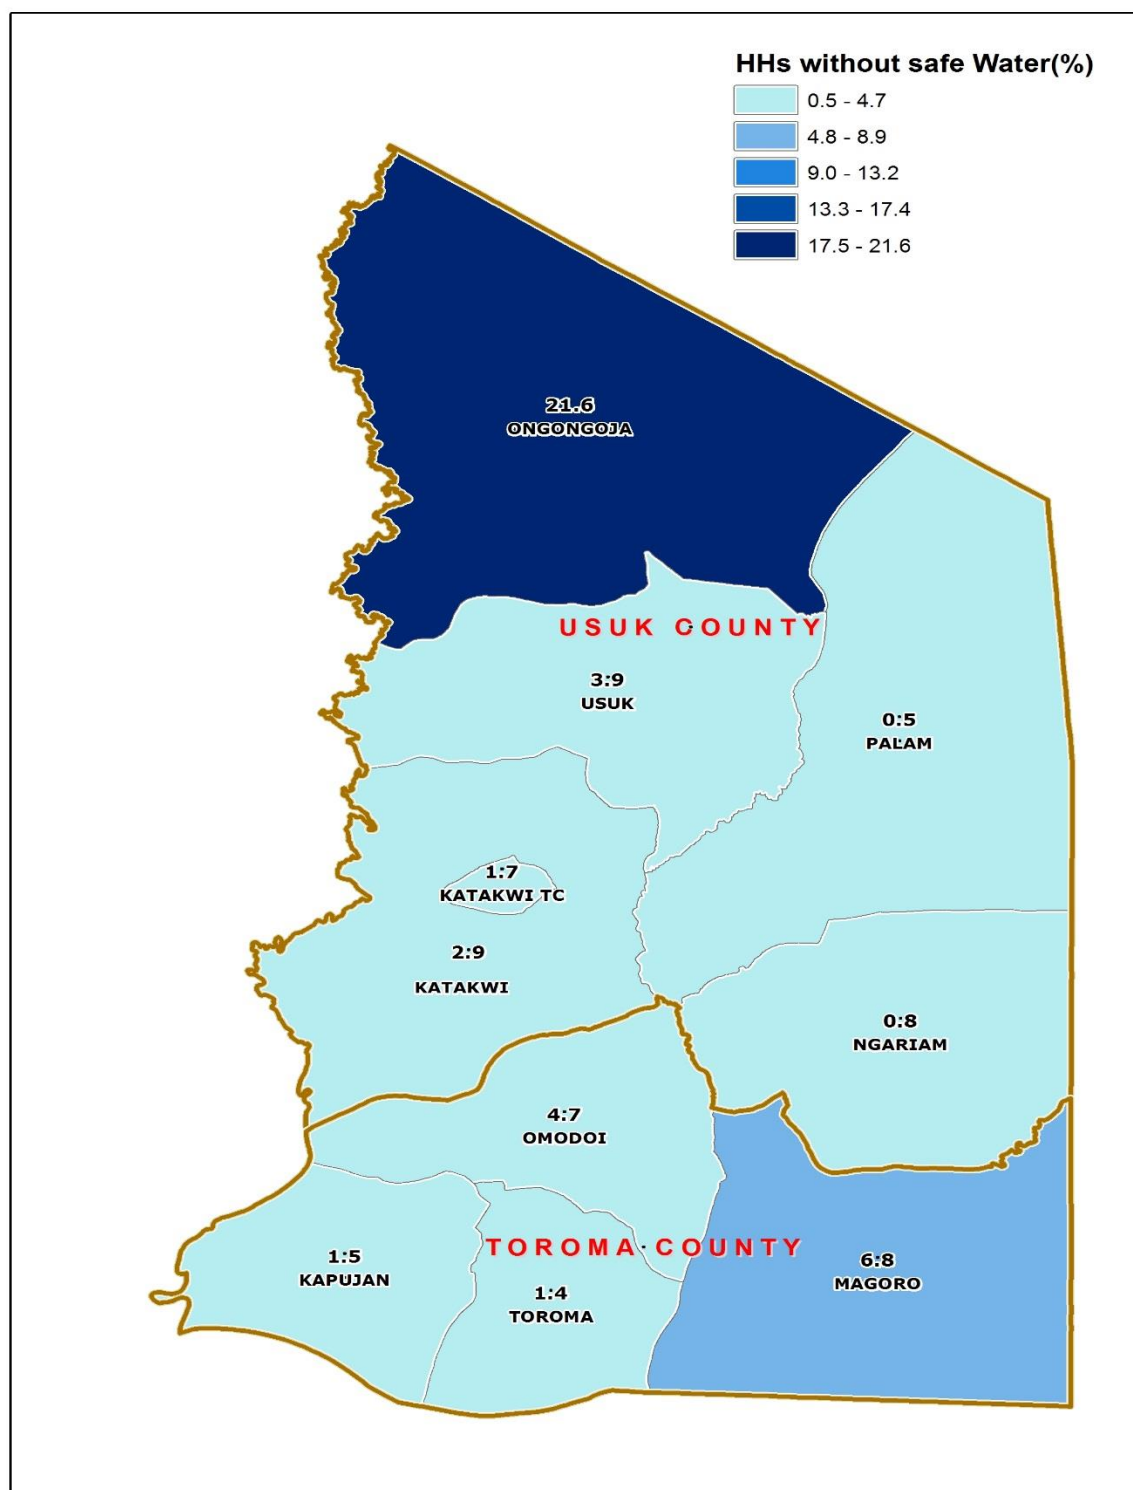 HHs without safe Water(%)
0.5 - 4.7
4.8 - 8.9
9.0 - 13.2
13.3 - 17.4
17.5 - 21.6
21.6
ONGONGOJA
USUK COUNTY
3:9
USUK
0:5
PALAM
1:7
KATAKWI TC
2:9
KATAKWI
0:8
NGARIAM
4:7
OMODOI
TOROMA COUNTY
1:5
KAPUJAN
1:4
TOROMA
6:8
MAGORO